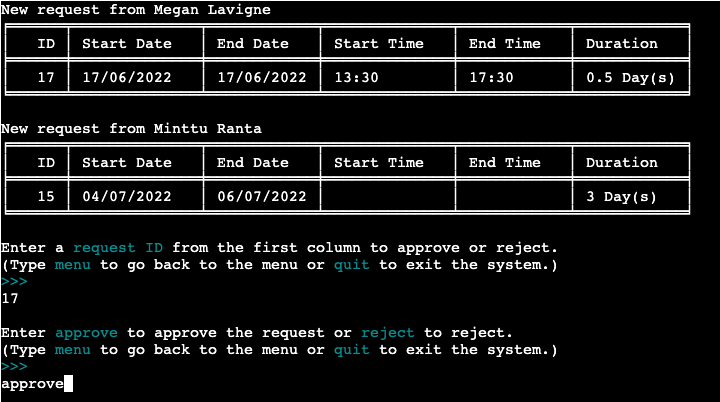 New request from Megan Lavigne
ID Start Date End Date Start Time End Time Duration
17 17/06/2022 17/06/2022 13:30 17:30 0.5 Day(s)
New request from Minttu Ranta
ID Start Date End Date Start Time End Time Duration
15 04/07/2022 06/07/2022 3 Day(s)
Enter a request ID from the first column to approve or reject.
(Type menu to go back to the menu or quit to exit the system.)
>>>
17
Enter approve to approve the request or reject to reject.
(Type menu to go back to the menu or quit to exit the system.)
>>>
approve